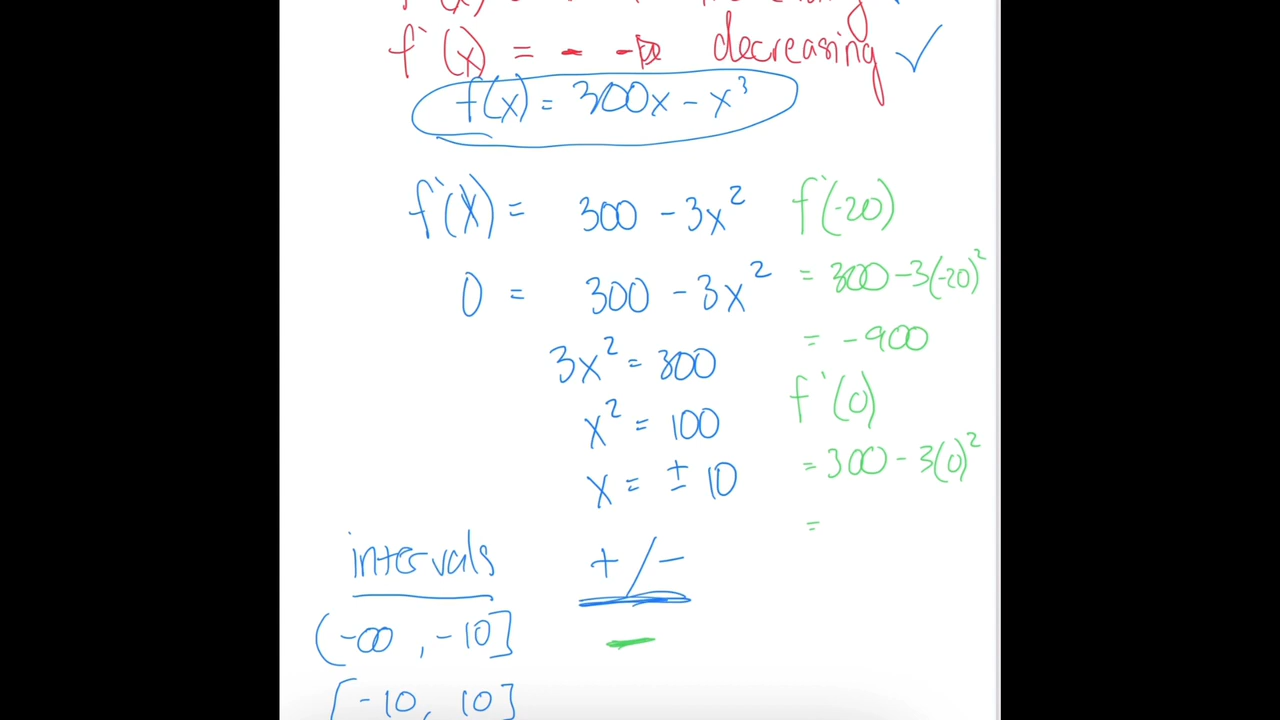 f'(x) =
f'(x) = - → decreasing ✓
f(x) = 300x - x³
f'(x) = 300 - 3x²
0 = 300 - 3x²
3x² = 300
x² = 100
x = ± 10
f'(-20)
= 300 - 3(-20)²
= -900
f'(0)
= 300 - 3(0)²
=
intervals +/-
(-∞, -10] -
[-10, 10]